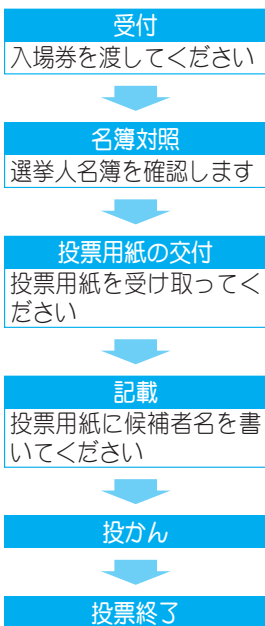 受付
入場券を渡してください
名簿対照
選挙人名簿を確認します
投票用紙の交付
投票用紙を受け取ってく
ださい
記載
投票用紙に候補者名を書
いてください
投かん
投票終了